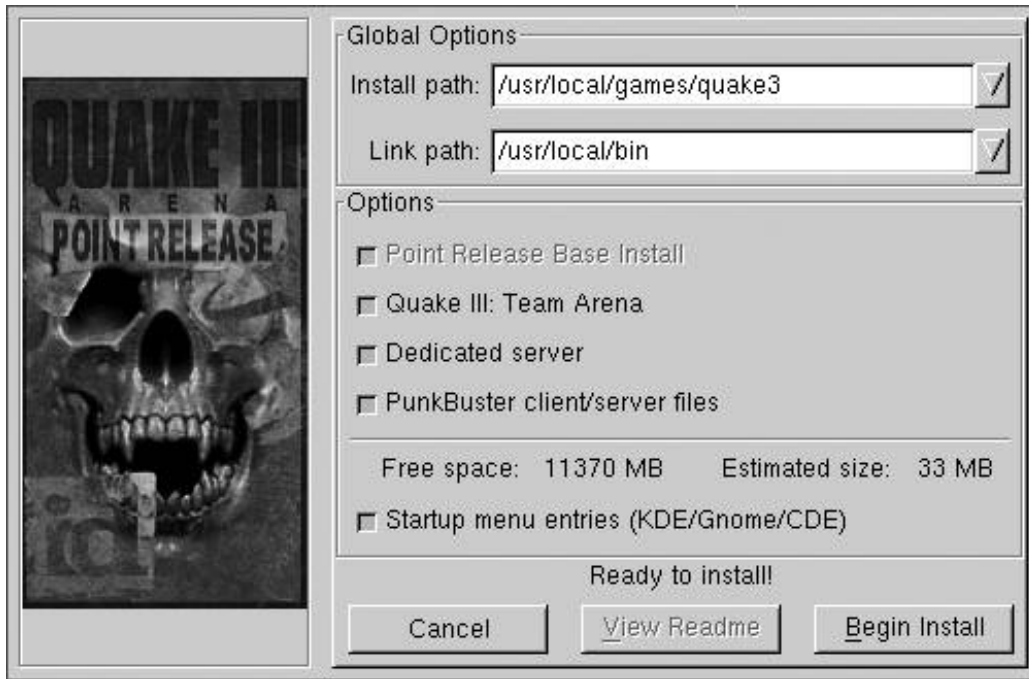 QUAKE III
ARENA
POINT RELEASE
id
Global Options
Install path: /usr/local/games/quake3
Link path: /usr/local/bin
Options
Point Release Base Install
Quake III: Team Arena
Dedicated server
PunkBuster client/server files
Free space: 11370 MB Estimated size: 33 MB
Startup menu entries (KDE/Gnome/CDE)
Ready to install!
Cancel View Readme Begin Install